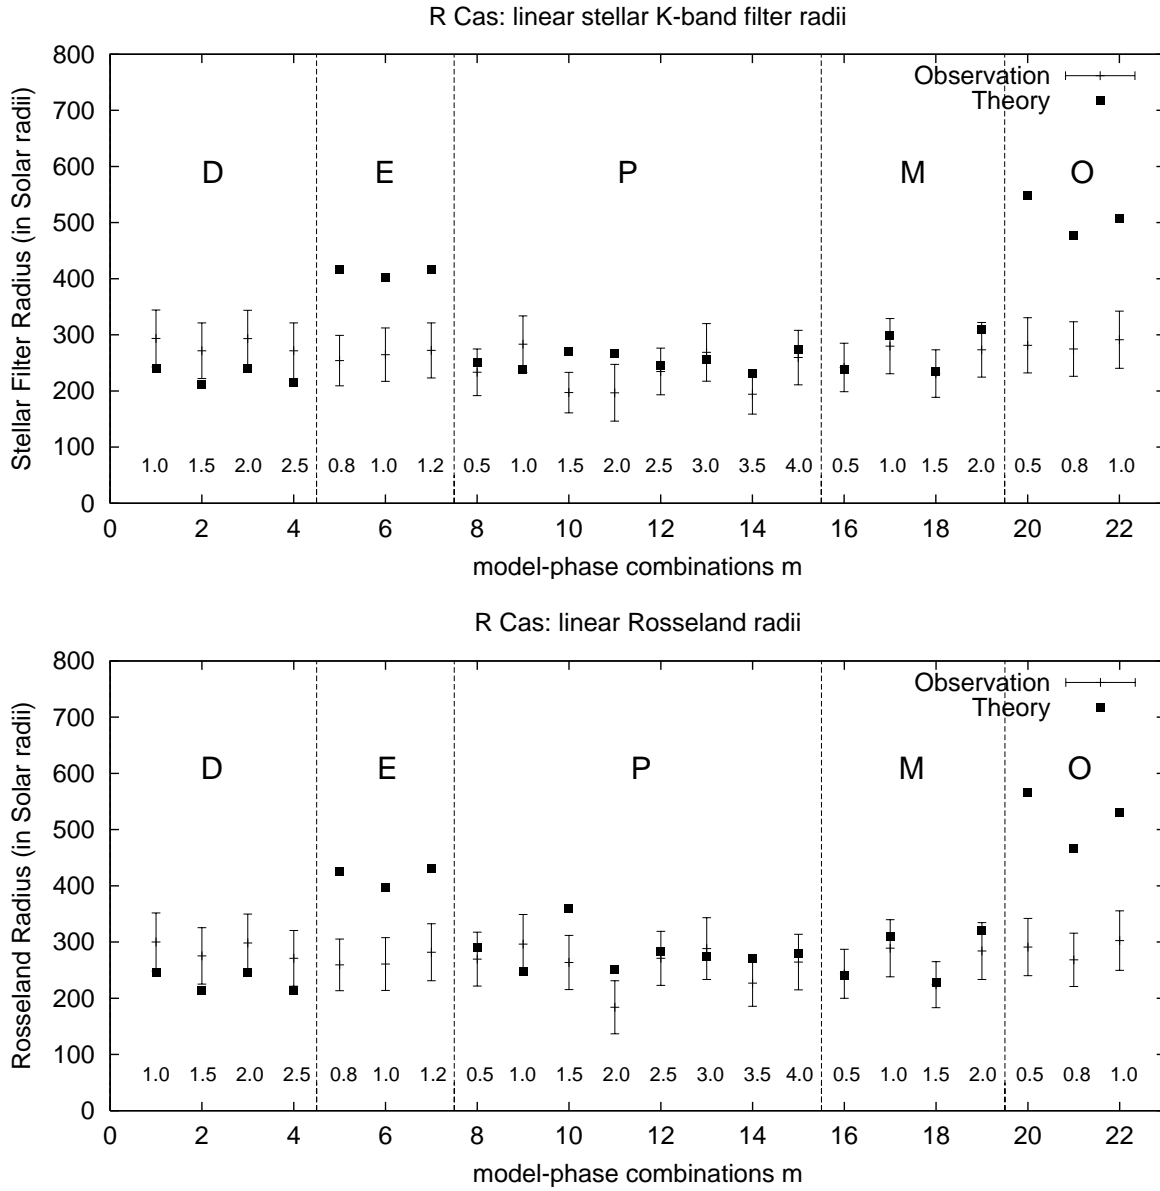 R Cas: linear stellar K-band filter radii
800
700
600
500
400
300
200
100
0
Stellar Filter Radius (in Solar radii)
Observation
Theory
D E P M O
1.0 1.5 2.0 2.5 0.8 1.0 1.2 0.5 1.0 1.5 2.0 2.5 3.0 3.5 4.0 0.5 1.0 1.5 2.0 0.5 0.8 1.0
0 2 4 6 8 10 12 14 16 18 20 22
model-phase combinations m
R Cas: linear Rosseland radii
800
700
600
500
400
300
200
100
0
Rosseland Radius (in Solar radii)
Observation
Theory
D E P M O
1.0 1.5 2.0 2.5 0.8 1.0 1.2 0.5 1.0 1.5 2.0 2.5 3.0 3.5 4.0 0.5 1.0 1.5 2.0 0.5 0.8 1.0
0 2 4 6 8 10 12 14 16 18 20 22
model-phase combinations m